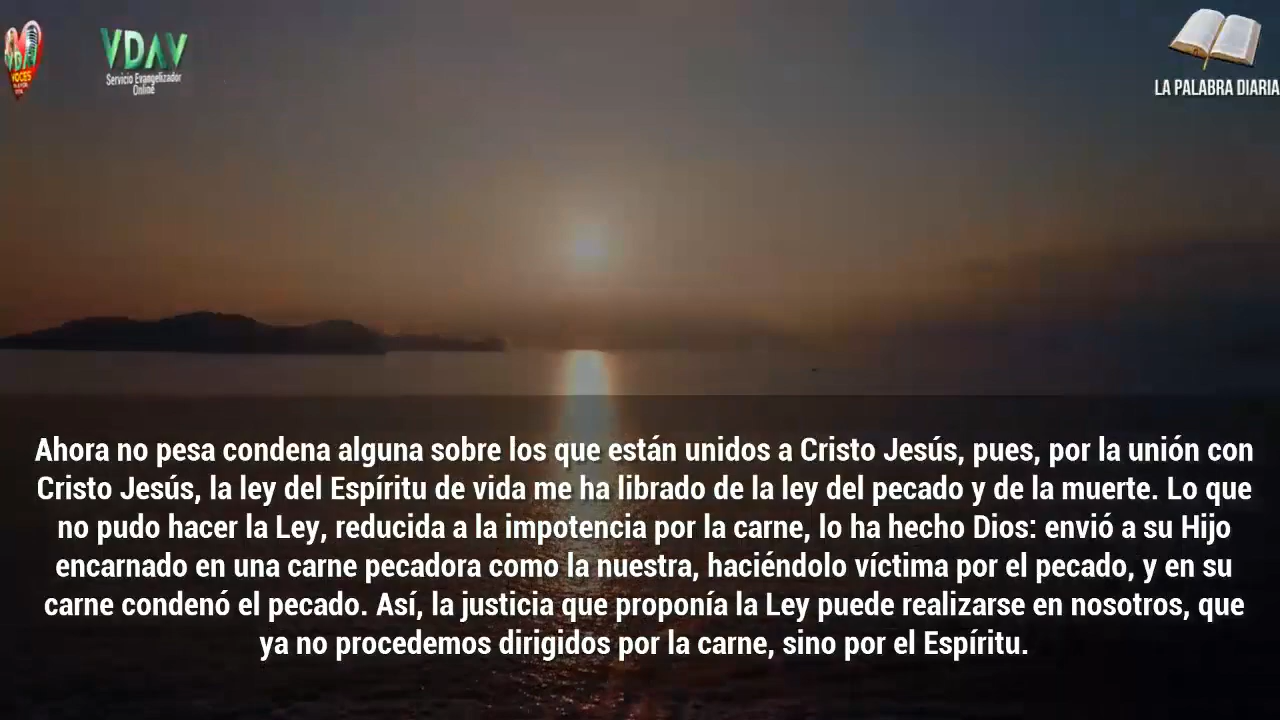 VDAV
VOCES
VDAV
Servicio Evangelizador
Online
LA PALABRA DIARIA
Ahora no pesa condena alguna sobre los que están unidos a Cristo Jesús, pues, por la unión con
Cristo Jesús, la ley del Espíritu de vida me ha librado de la ley del pecado y de la muerte. Lo que
no pudo hacer la Ley, reducida a la impotencia por la carne, lo ha hecho Dios: envió a su Hijo
encarnado en una carne pecadora como la nuestra, haciéndolo víctima por el pecado, y en su
carne condenó el pecado. Así, la justicia que proponía la Ley puede realizarse en nosotros, que
ya no procedemos dirigidos por la carne, sino por el Espíritu.